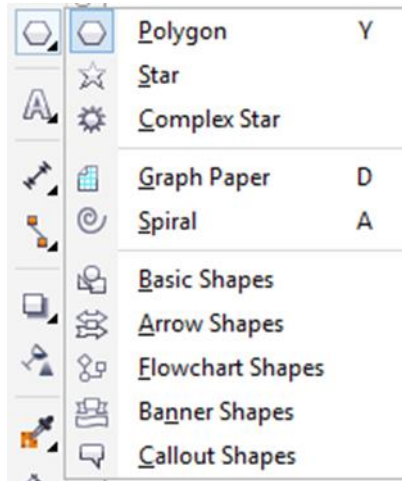 Polygon Y
Star
Complex Star
Graph Paper D
Spiral A
Basic Shapes
Arrow Shapes
Flowchart Shapes
Banner Shapes
Callout Shapes